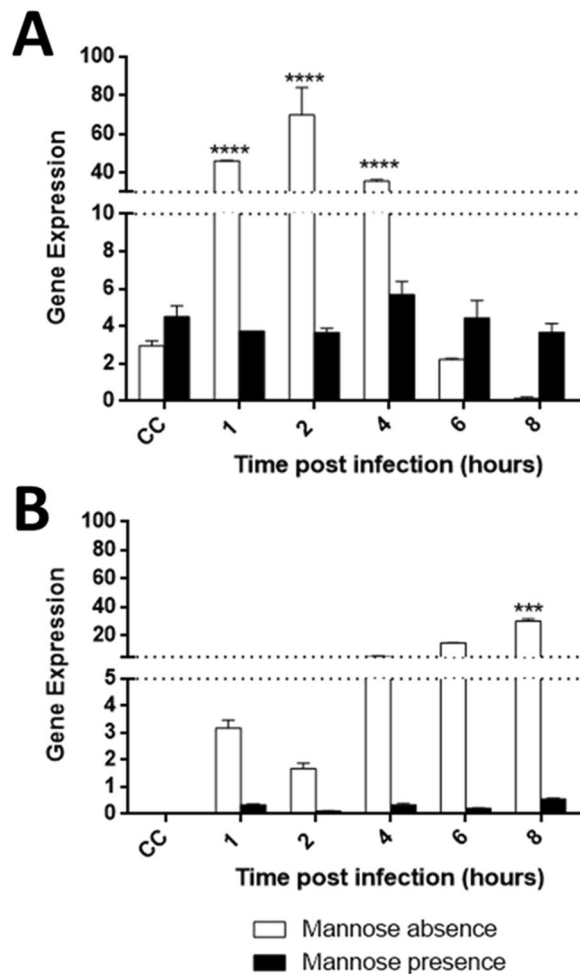 A
100
80
60
40
10
8
6
4
2
0
Gene Expression
****
****
****
CC 1 2 4 6 8
Time post infection (hours)
B
100
80
60
40
20
5
4
3
2
1
0
Gene Expression
***
CC 1 2 4 6 8
Time post infection (hours)
Mannose absence
Mannose presence